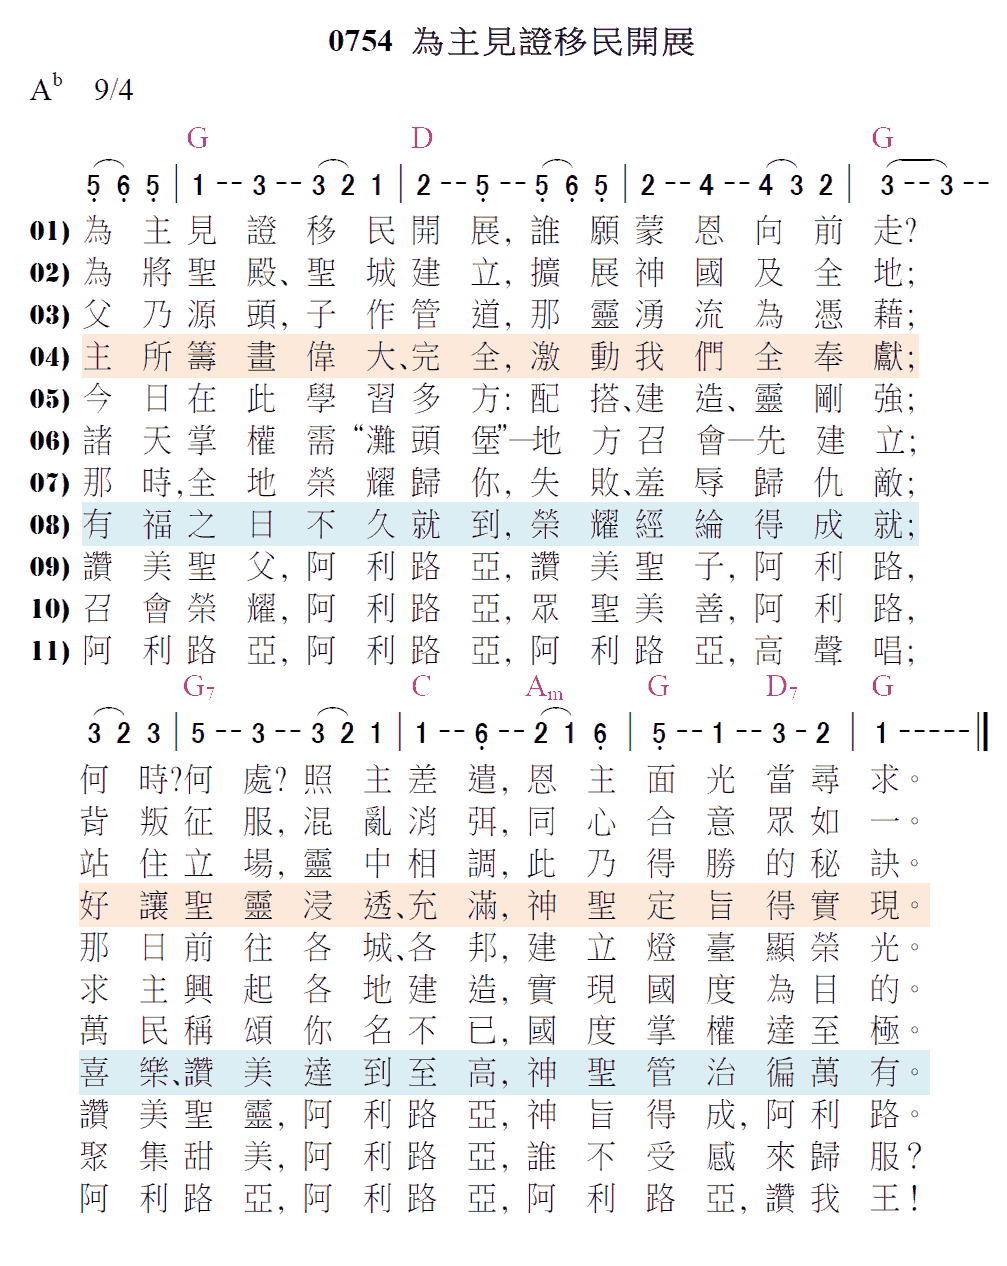 0754 為主見證移民開展
Ab 9/4
G D G
5 6 5 | 1 -- 3 -- 3 2 1 | 2 -- 5 -- 5 6 5 | 2 -- 4 -- 4 3 2 | 3 -- 3 --
01) 為主見證移民開展, 誰願蒙恩向前走?
02) 為將聖殿、聖城建立, 擴展神國及全地;
03) 父乃源頭, 子作管道, 那靈湧流為憑藉;
04) 主所籌畫偉大、完全, 激動我們全奉獻;
05) 今日在此學習多方: 配搭、建造、靈剛強;
06) 諸天掌權需“灘頭堡”—地方召會—先建立;
07) 那時, 全地榮耀歸你, 失敗、羞辱歸仇敵;
08) 有福之日不久就到, 榮耀經綸得成就;
09) 讚美聖父, 阿利路亞, 讚美聖子, 阿利路,
10) 召會榮耀, 阿利路亞, 眾聖美善, 阿利路,
11) 阿利路亞, 阿利路亞, 阿利路亞, 高聲唱;
G7 C Am G D7 G
3 2 3 | 5 -- 3 -- 3 2 1 | 1 -- 6 -- 2 1 6 | 5 -- 1 -- 3 - 2 | 1 ----- ||
何時?何處? 照主差遣, 恩主面光當尋求。
背叛征服, 混亂消弭, 同心合意眾如一。
站住立場, 靈中相調, 此乃得勝的秘訣。
好讓聖靈浸透、充滿, 神聖定旨得實現。
那日前往各城、各邦, 建立燈臺顯榮光。
求主興起各地建造, 實現國度為目的。
萬民稱頌你名不已, 國度掌權達至極。
喜樂、讚美達到至高, 神聖管治徧萬有。
讚美聖靈, 阿利路亞, 神旨得成, 阿利路。
聚集甜美, 阿利路亞, 誰不受感來歸服?
阿利路亞, 阿利路亞, 阿利路亞, 讚我王!